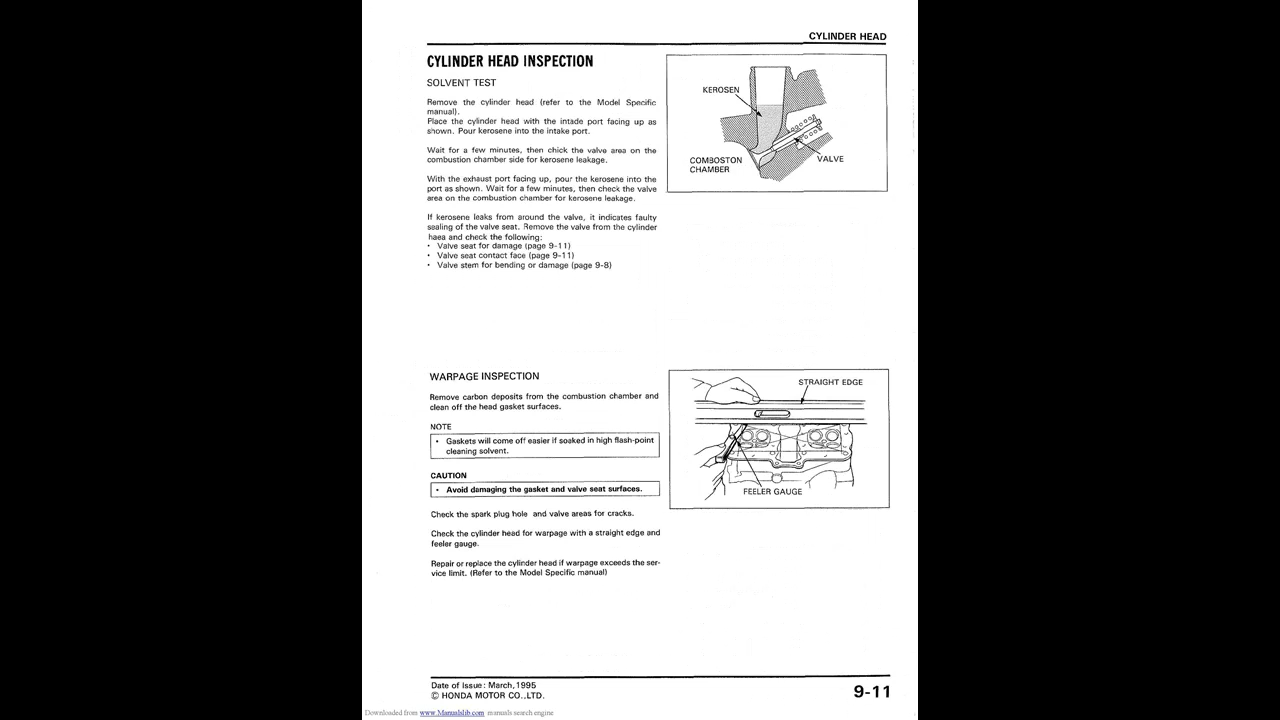 CYLINDER HEAD
CYLINDER HEAD INSPECTION
SOLVENT TEST
Remove the cylinder head (refer to the Model Specific
manual).
Place the cylinder head with the intade port facing up as
shown. Pour kerosene into the intake port.
Wait for a few minutes, then chick the valve area on the
combustion chamber side for kerosene leakage.
With the exhaust port facing up, pour the kerosene into the
port as shown. Wait for a few minutes, then check the valve
area on the combustion chamber for kerosene leakage.
If kerosene leaks from around the valve, it indicates faulty
sealing of the valve seat. Remove the valve from the cylinder
haea and check the following:
• Valve seat for damage (page 9-11)
• Valve seat contact face (page 9-11)
• Valve stem for bending or damage (page 9-8)
KEROSEN
COMBOSTON
CHAMBER
VALVE
WARPAGE INSPECTION
Remove carbon deposits from the combustion chamber and
clean off the head gasket surfaces.
NOTE
• Gaskets will come off easier if soaked in high flash-point
cleaning solvent.
CAUTION
• Avoid damaging the gasket and valve seat surfaces.
Check the spark plug hole and valve areas for cracks.
Check the cylinder head for warpage with a straight edge and
feeler gauge.
Repair or replace the cylinder head if warpage exceeds the ser-
vice limit. (Refer to the Model Specific manual)
STRAIGHT EDGE
FEELER GAUGE
Date of Issue : March,1995
© HONDA MOTOR CO.,LTD.
9-11
Downloaded from www.Manualslib.com manuals search engine